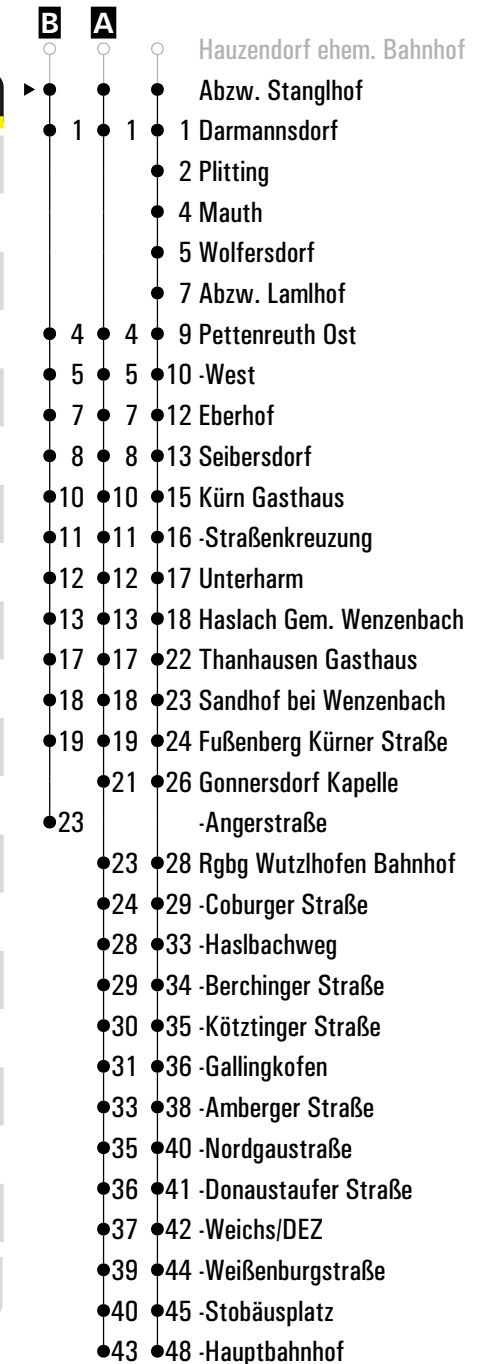 B A
Hauzendorf ehem. Bahnhof
Abzw. Stanglhof
1 1 1 Darmannsdorf
2 Plitting
4 Mauth
5 Wolfersdorf
7 Abzw. Lamlhof
4 4 9 Pettenreuth Ost
5 5 10 -West
7 7 12 Eberhof
8 8 13 Seibersdorf
10 10 15 Kürn Gasthaus
11 11 16 -Straßenkreuzung
12 12 17 Unterharm
13 13 18 Haslach Gem. Wenzenbach
17 17 22 Thanhausen Gasthaus
18 18 23 Sandhof bei Wenzenbach
19 19 24 Fußenberg Kürner Straße
21 26 Gonnersdorf Kapelle
23 -Angerstraße
23 28 Rgbg Wutzlhofen Bahnhof
24 29 -Coburger Straße
28 33 -Haslbachweg
29 34 -Berchinger Straße
30 35 -Kötztinger Straße
31 36 -Gallingkofen
33 38 -Amberger Straße
35 40 -Nordgaustraße
36 41 -Donaustaufer Straße
37 42 -Weichs/DEZ
39 44 -Weißenburgstraße
40 45 -Stobäusplatz
43 48 -Hauptbahnhof